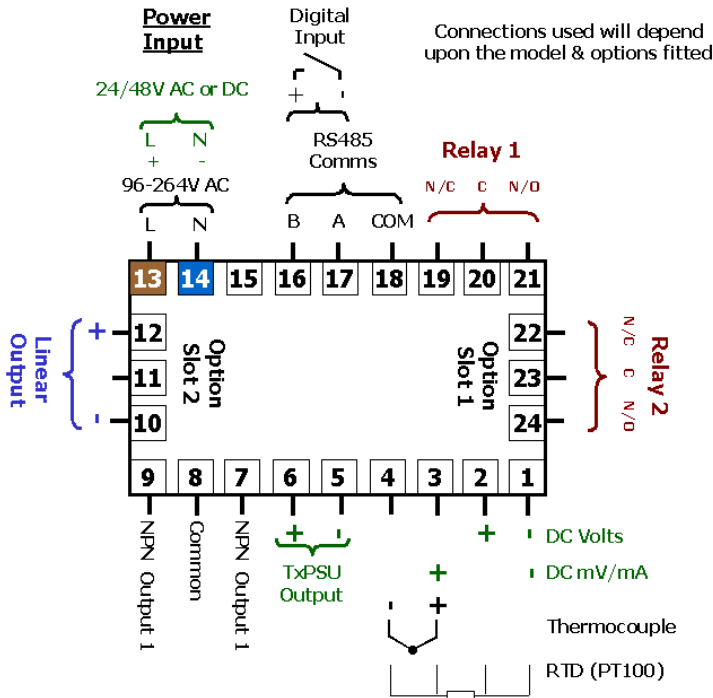 Power
Input
Digital
Input
Connections used will depend
upon the model & options fitted
24/48V AC or DC
+ -
L N
+ -
RS485
Comms
Relay 1
96-264V AC
N/C C N/O
L N
B A COM
13 14 15 16 17 18 19 20 21
Linear
Output
+
-
12
11
10
Option
Slot 2
Option
Slot 1
22
23
24
N/C
C
N/O
Relay 2
9 8 7 6 5 4 3 2 1
NPN Output 1
Common
NPN Output 1
+ -
TxPSU
Output
+ - DC Volts
+ - DC mV/mA
- +
Thermocouple
RTD (PT100)